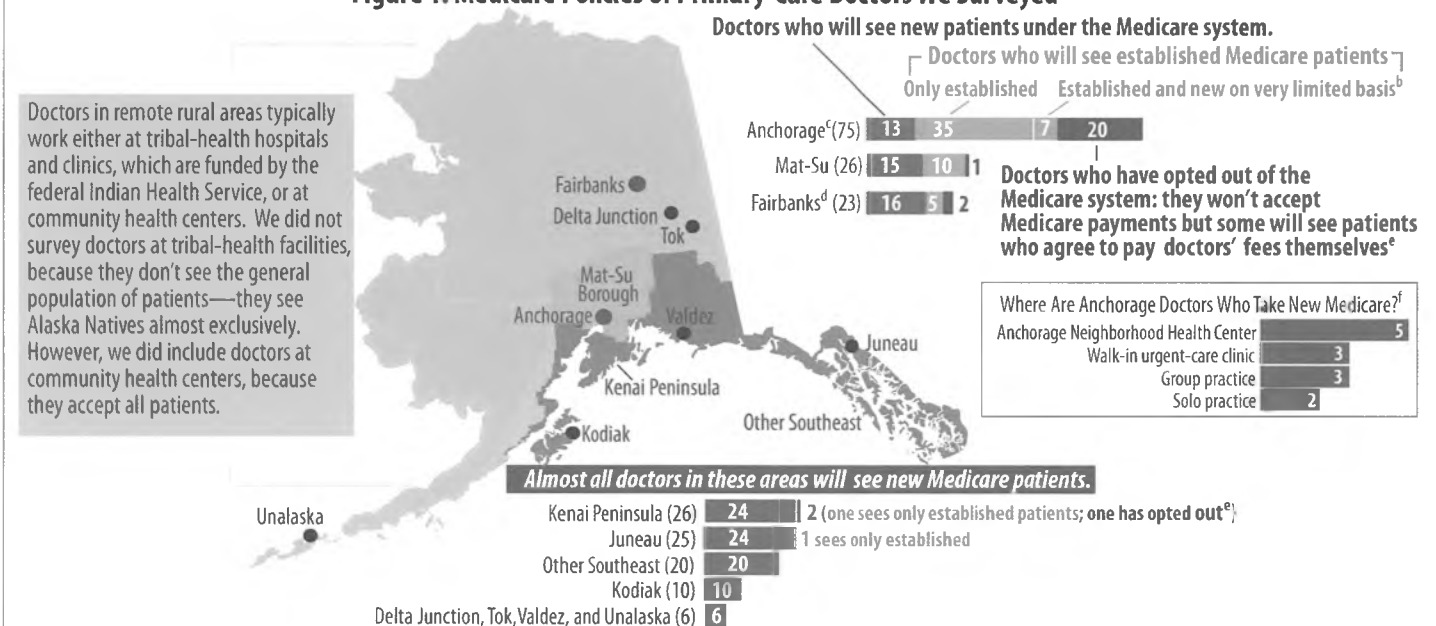 Doctors who will see new patients under the Medicare system.
Doctors who will see established Medicare patients
Only established Established and new on very limited basisb
Anchoragec(75) 13 35 7 20
Mat-Su (26) 15 10 1
Fairbanksd (23) 16 5 2
Doctors who have opted out of the
Medicare system: they won't accept
Medicare payments but some will see patients
who agree to pay doctors' fees themselvese
Doctors in remote rural areas typically
work either at tribal-health hospitals
and clinics, which are funded by the
federal Indian Health Service, or at
community health centers. We did not
survey doctors at tribal-health facilities,
because they don't see the general
population of patients—they see
Alaska Natives almost exclusively.
However, we did include doctors at
community health centers, because
they accept all patients.
Fairbanks
Delta Junction
Tok
Mat-Su
Borough
Anchorage
Valdez
Juneau
Kenai Peninsula
Other Southeast
Kodiak
Unalaska
Where Are Anchorage Doctors Who Take New Medicare?f
Anchorage Neighborhood Health Center 5
Walk-in urgent-care clinic 3
Group practice 3
Solo practice 2
Almost all doctors in these areas will see new Medicare patients.
Kenai Peninsula (26) 24 2 (one sees only established patients; one has opted oute)
Juneau (25) 24 1 sees only established
Other Southeast (20) 20
Kodiak (10) 10
Delta Junction, Tok, Valdez, and Unalaska (6) 6